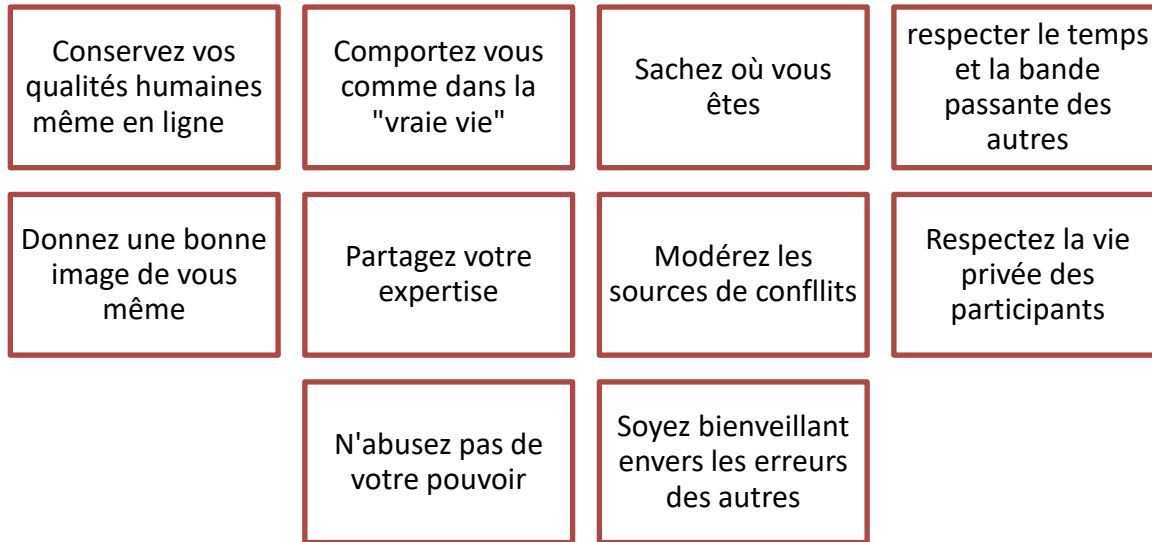 Conservez vos
qualités humaines
même en ligne
Comportez vous
comme dans la
"vraie vie"
Sachez où vous
êtes
respecter le temps
et la bande
passante des
autres
Donnez une bonne
image de vous
même
Partagez votre
expertise
Modérez les
sources de confllits
Respectez la vie
privée des
participants
N'abusez pas de
votre pouvoir
Soyez bienveillant
envers les erreurs
des autres